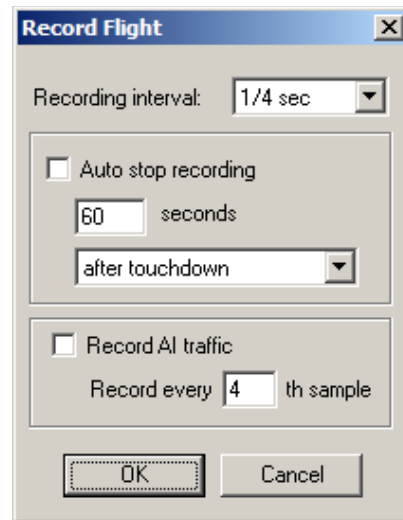 Record Flight
Recording interval: 1/4 sec
Auto stop recording
60 seconds
after touchdown
Record AI traffic
Record every 4 th sample
OK Cancel